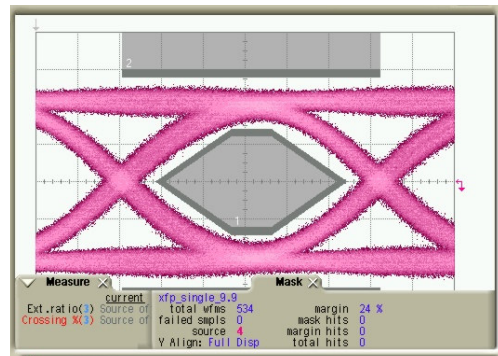 2
1
Measure
Mask
current
Ext.ratio(3) Source of
Crossing %(3) Source of
xfp_single_9.9
total wfms 534
failed smpls 0
source 4
Y Align: Full Disp
margin 24 %
mask hits 0
margin hits 0
total hits 0